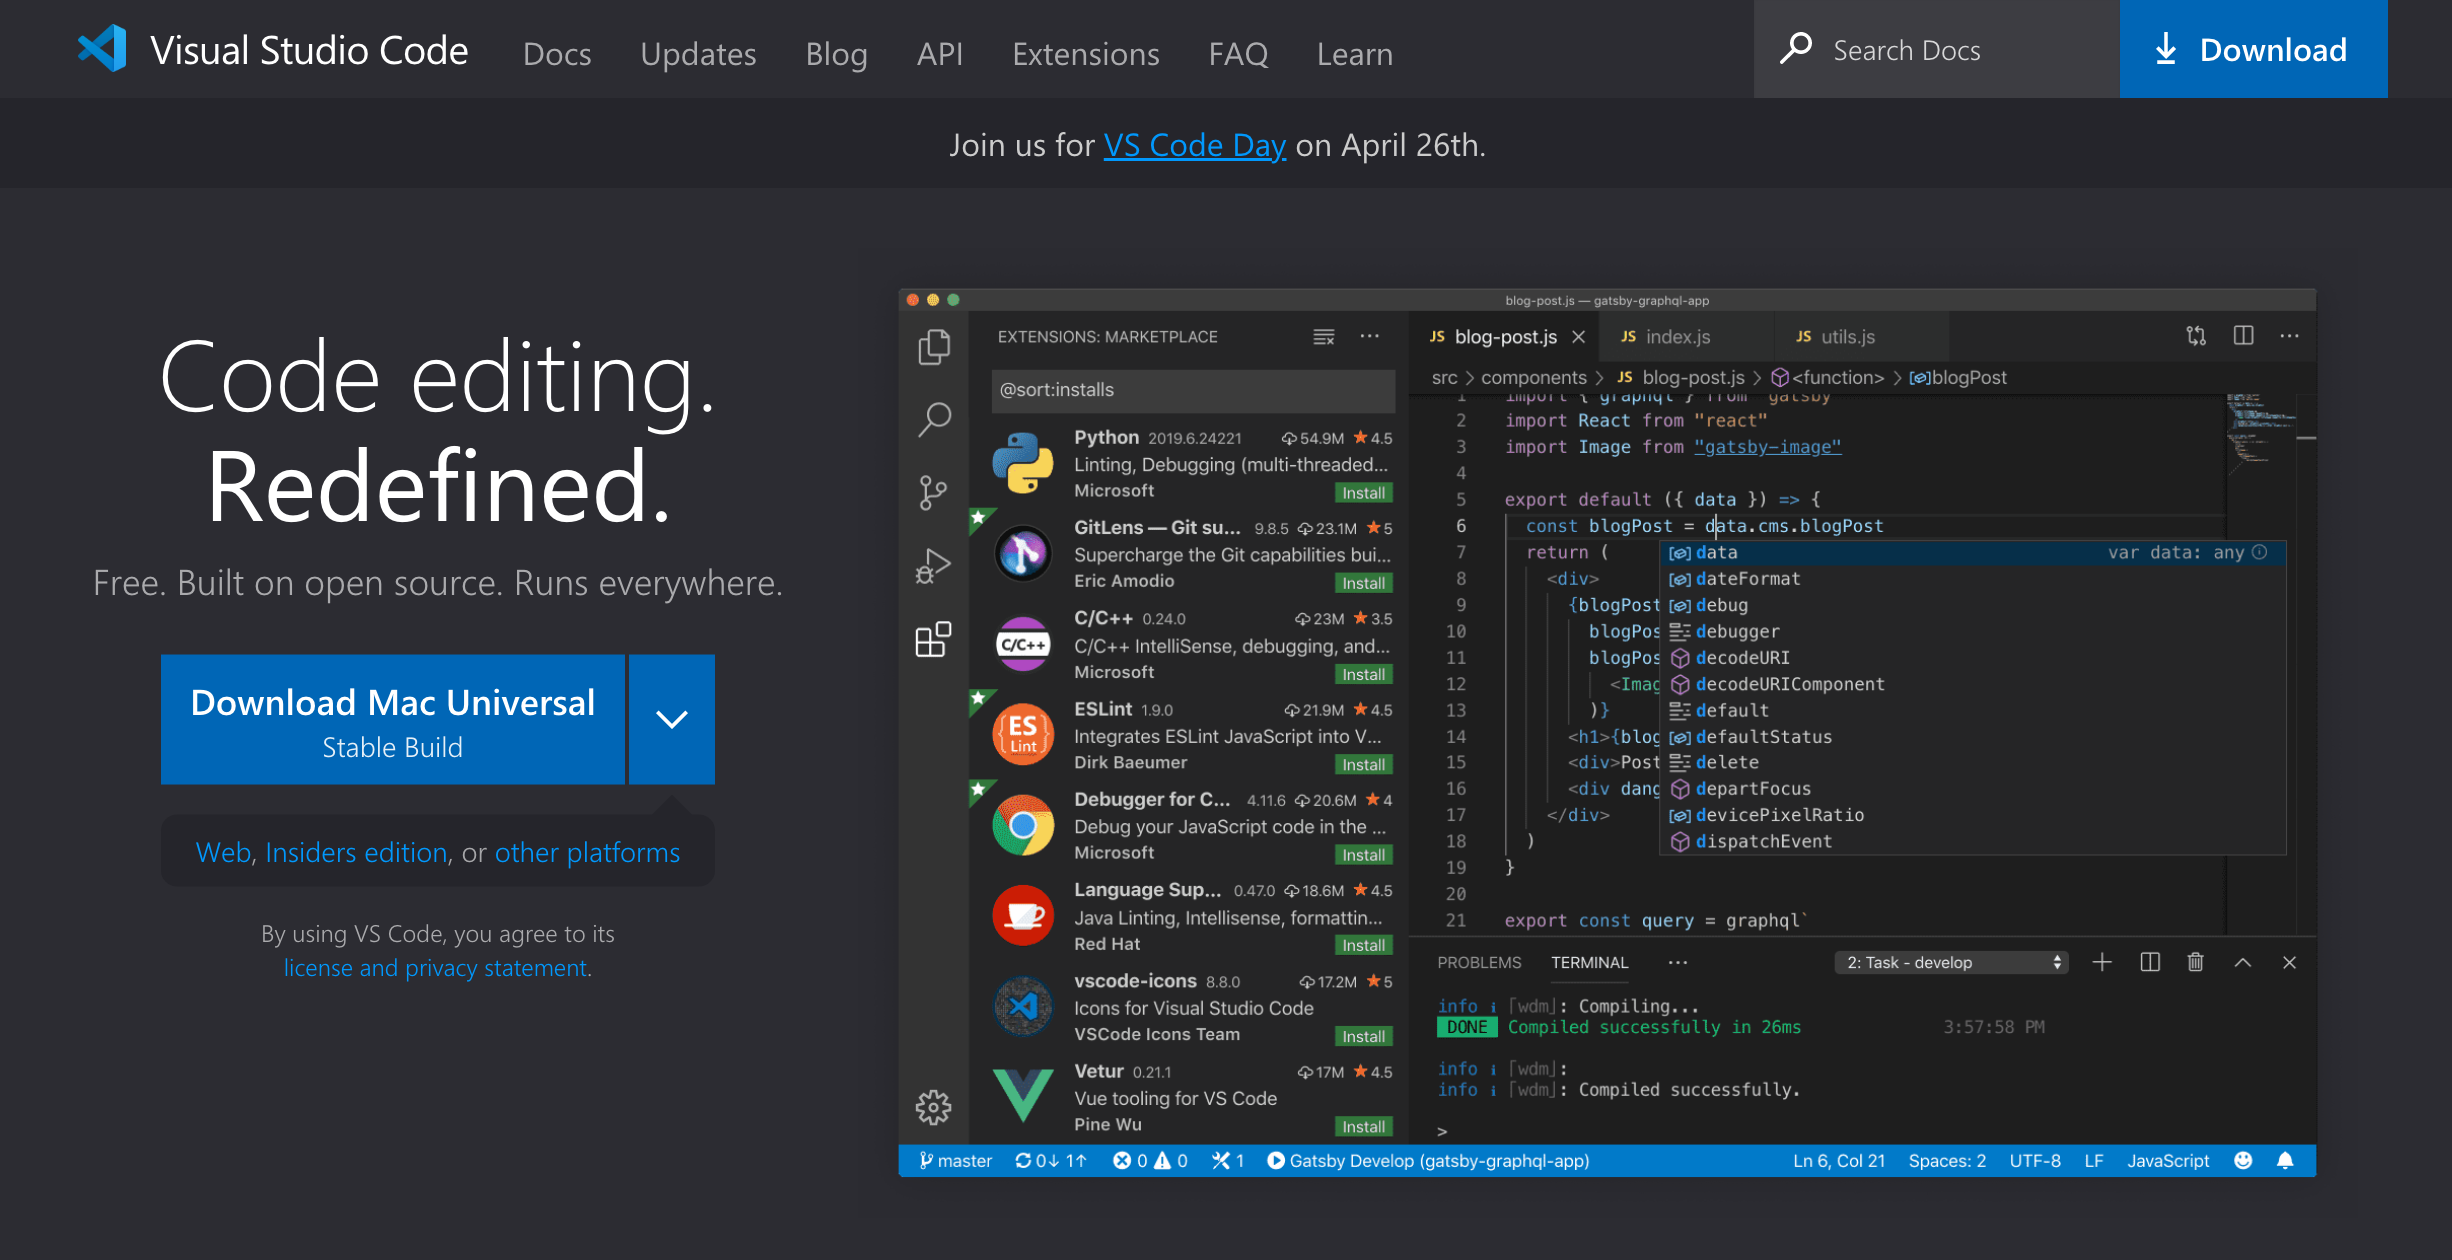 Visual Studio Code
Docs
Updates
Blog
API
Extensions
FAQ
Learn
Search Docs
Download
Join us for VS Code Day on April 26th.
Code editing.
Redefined.
Free. Built on open source. Runs everywhere.
Download Mac Universal
Stable Build
Web, Insiders edition, or other platforms
By using VS Code, you agree to its
license and privacy statement.
blog-post.js — gatsby-graphql-app
EXTENSIONS: MARKETPLACE
@sort:installs
Python 2019.6.24221 54.9M 4.5
Linting, Debugging (multi-threaded...
Microsoft
Install
GitLens — Git su... 9.8.5 23.1M 5
Supercharge the Git capabilities bui...
Eric Amodio
Install
C/C++
C/C++ 0.24.0 23M 3.5
C/C++ IntelliSense, debugging, and...
Microsoft
Install
ES
Lint
ESLint 1.9.0 21.9M 4.5
Integrates ESLint JavaScript into V...
Dirk Baeumer
Install
Debugger for C... 4.11.6 20.6M 4
Debug your JavaScript code in the ...
Microsoft
Install
Language Sup... 0.47.0 18.6M 4.5
Java Linting, Intellisense, formattin...
Red Hat
Install
vscode-icons 8.8.0 17.2M 5
Icons for Visual Studio Code
VSCode Icons Team
Install
Vetur 0.21.1 17M 4.5
Vue tooling for VS Code
Pine Wu
Install
JS blog-post.js
JS index.js
JS utils.js
src > components > JS blog-post.js > <function> > blogPost
1 import { graphql } from "gatsby"
2 import React from "react"
3 import Image from "gatsby-image"
4
5 export default ({ data }) => {
6 const blogPost = data.cms.blogPost
7 return (
8 <div>
9 {blogPost
10 blogPos
11 blogPos
12 <Imag
13 )}
14 <h1>{blog
15 <div>Post
16 <div dang
17 </div>
18 )
19 }
20
21 export const query = graphql`
data var data: any
dateFormat
debug
debugger
decodeURI
decodeURIComponent
default
defaultStatus
delete
departFocus
devicePixelRatio
dispatchEvent
PROBLEMS
TERMINAL
2: Task - develop
info i ｢wdm｣: Compiling...
DONE Compiled successfully in 26ms 3:57:58 PM
info i ｢wdm｣:
info i ｢wdm｣: Compiled successfully.
>
master 0↓ 1↑ 0 0 1 Gatsby Develop (gatsby-graphql-app)
Ln 6, Col 21 Spaces: 2 UTF-8 LF JavaScript